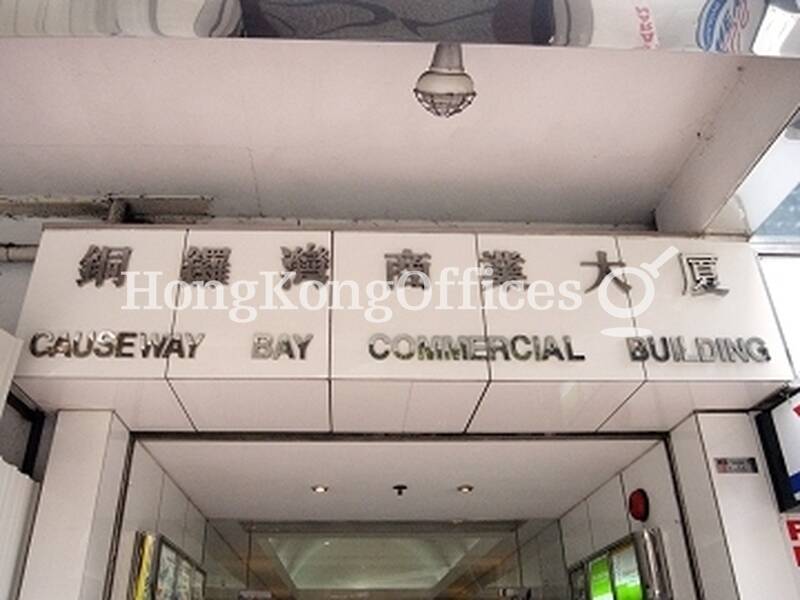 銅鑼灣商業大厦
HongKongOffices
CAUSEWAY BAY COMMERCIAL BUILDING